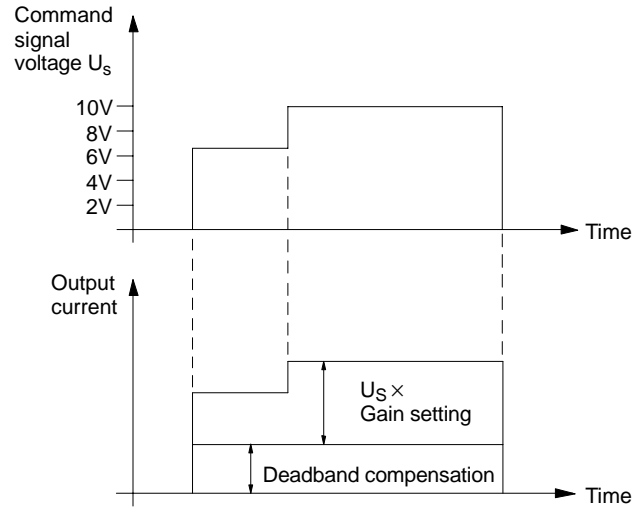 Command
signal
voltage Us
10V
8V
6V
4V
2V
Time
Output
current
US ×
Gain setting
Deadband compensation
Time